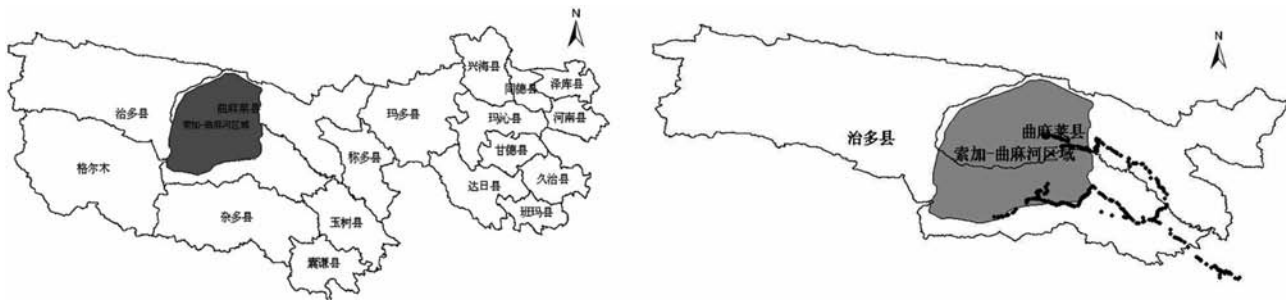 N
兴海县
同德县
泽库县
治多县
曲麻莱县
索加-曲麻河区域
玛多县
玛沁县
河南县
格尔木
称多县
甘德县
达日县
久治县
杂多县
玉树县
班玛县
囊谦县
N
治多县
曲麻莱县
索加-曲麻河区域